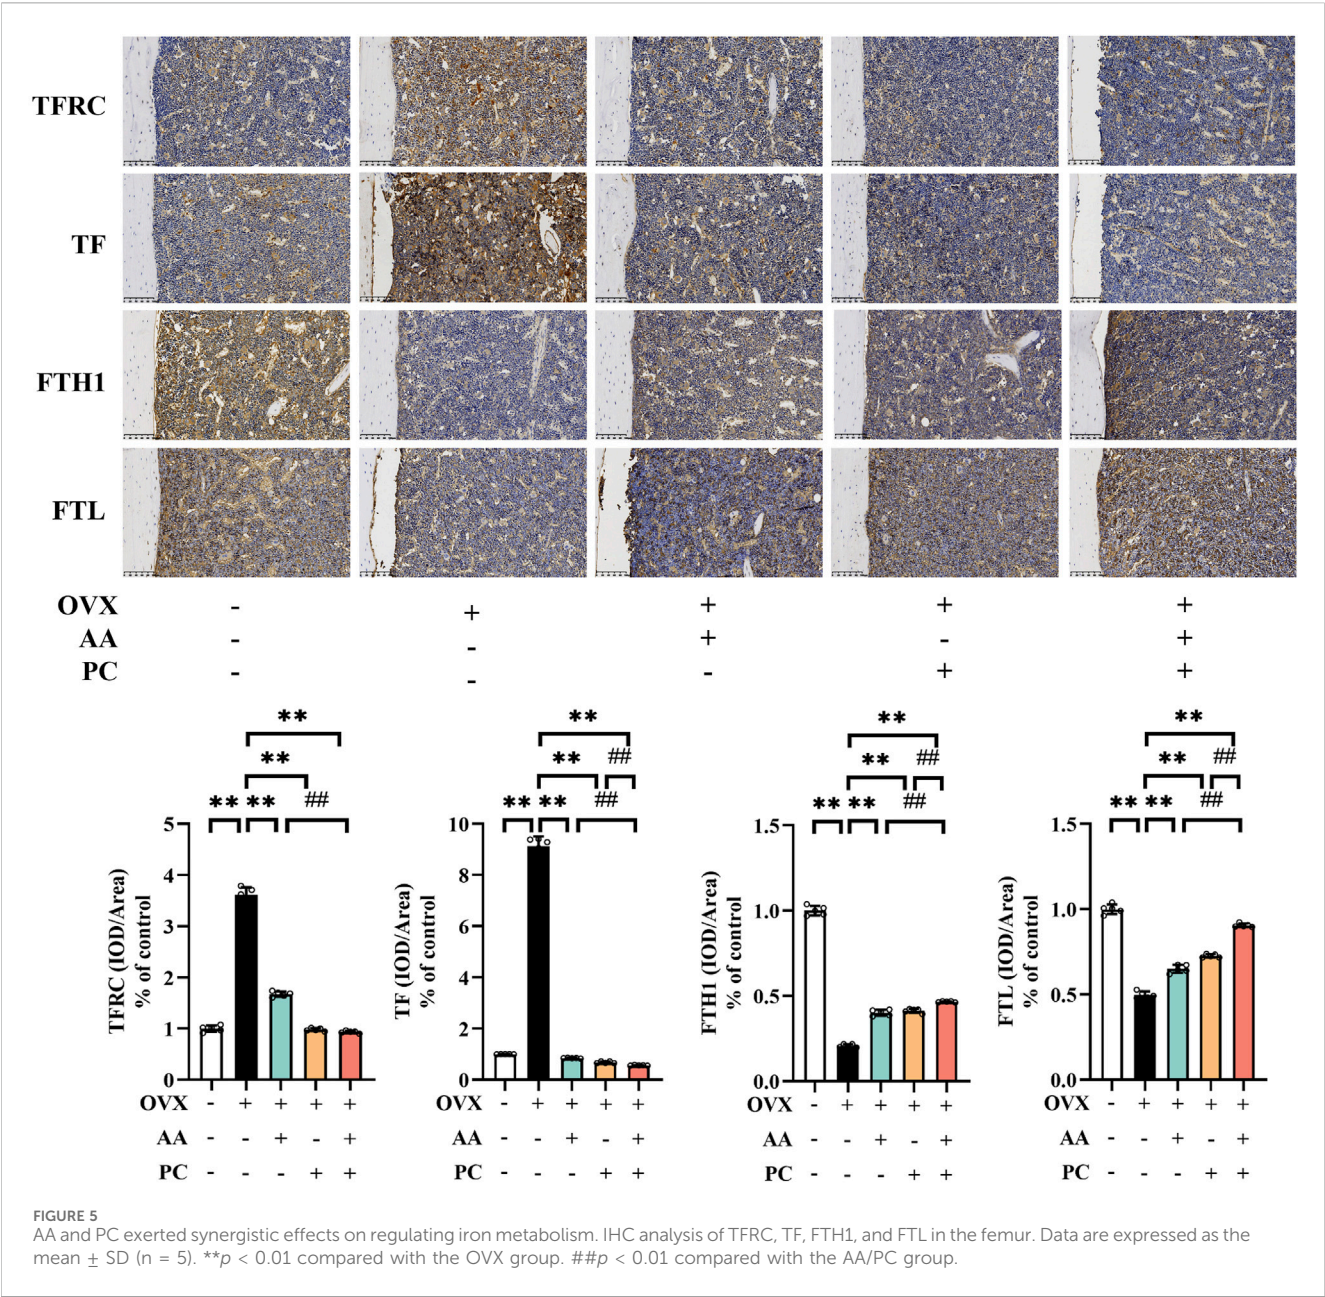 TFRC
TF
FTH1
FTL
OVX - + + + +
AA - - + - +
PC - - - + +
** ** ** ##
** ** ** ## ##
** ** ** ## ##
** ** ** ## ##
TFRC (IOD/Area)
% of control
5
4
3
2
1
0
OVX - + + + +
AA - - + - +
PC - - - + +
TF (IOD/Area)
% of control
10
8
6
4
2
0
OVX - + + + +
AA - - + - +
PC - - - + +
FTH1 (IOD/Area)
% of control
1.5
1.0
0.5
0.0
OVX - + + + +
AA - - + - +
PC - - - + +
FTL (IOD/Area)
% of control
1.5
1.0
0.5
0.0
OVX - + + + +
AA - - + - +
PC - - - + +
FIGURE 5
AA and PC exerted synergistic effects on regulating iron metabolism. IHC analysis of TFRC, TF, FTH1, and FTL in the femur. Data are expressed as the
mean ± SD (n = 5). **p < 0.01 compared with the OVX group. ##p < 0.01 compared with the AA/PC group.